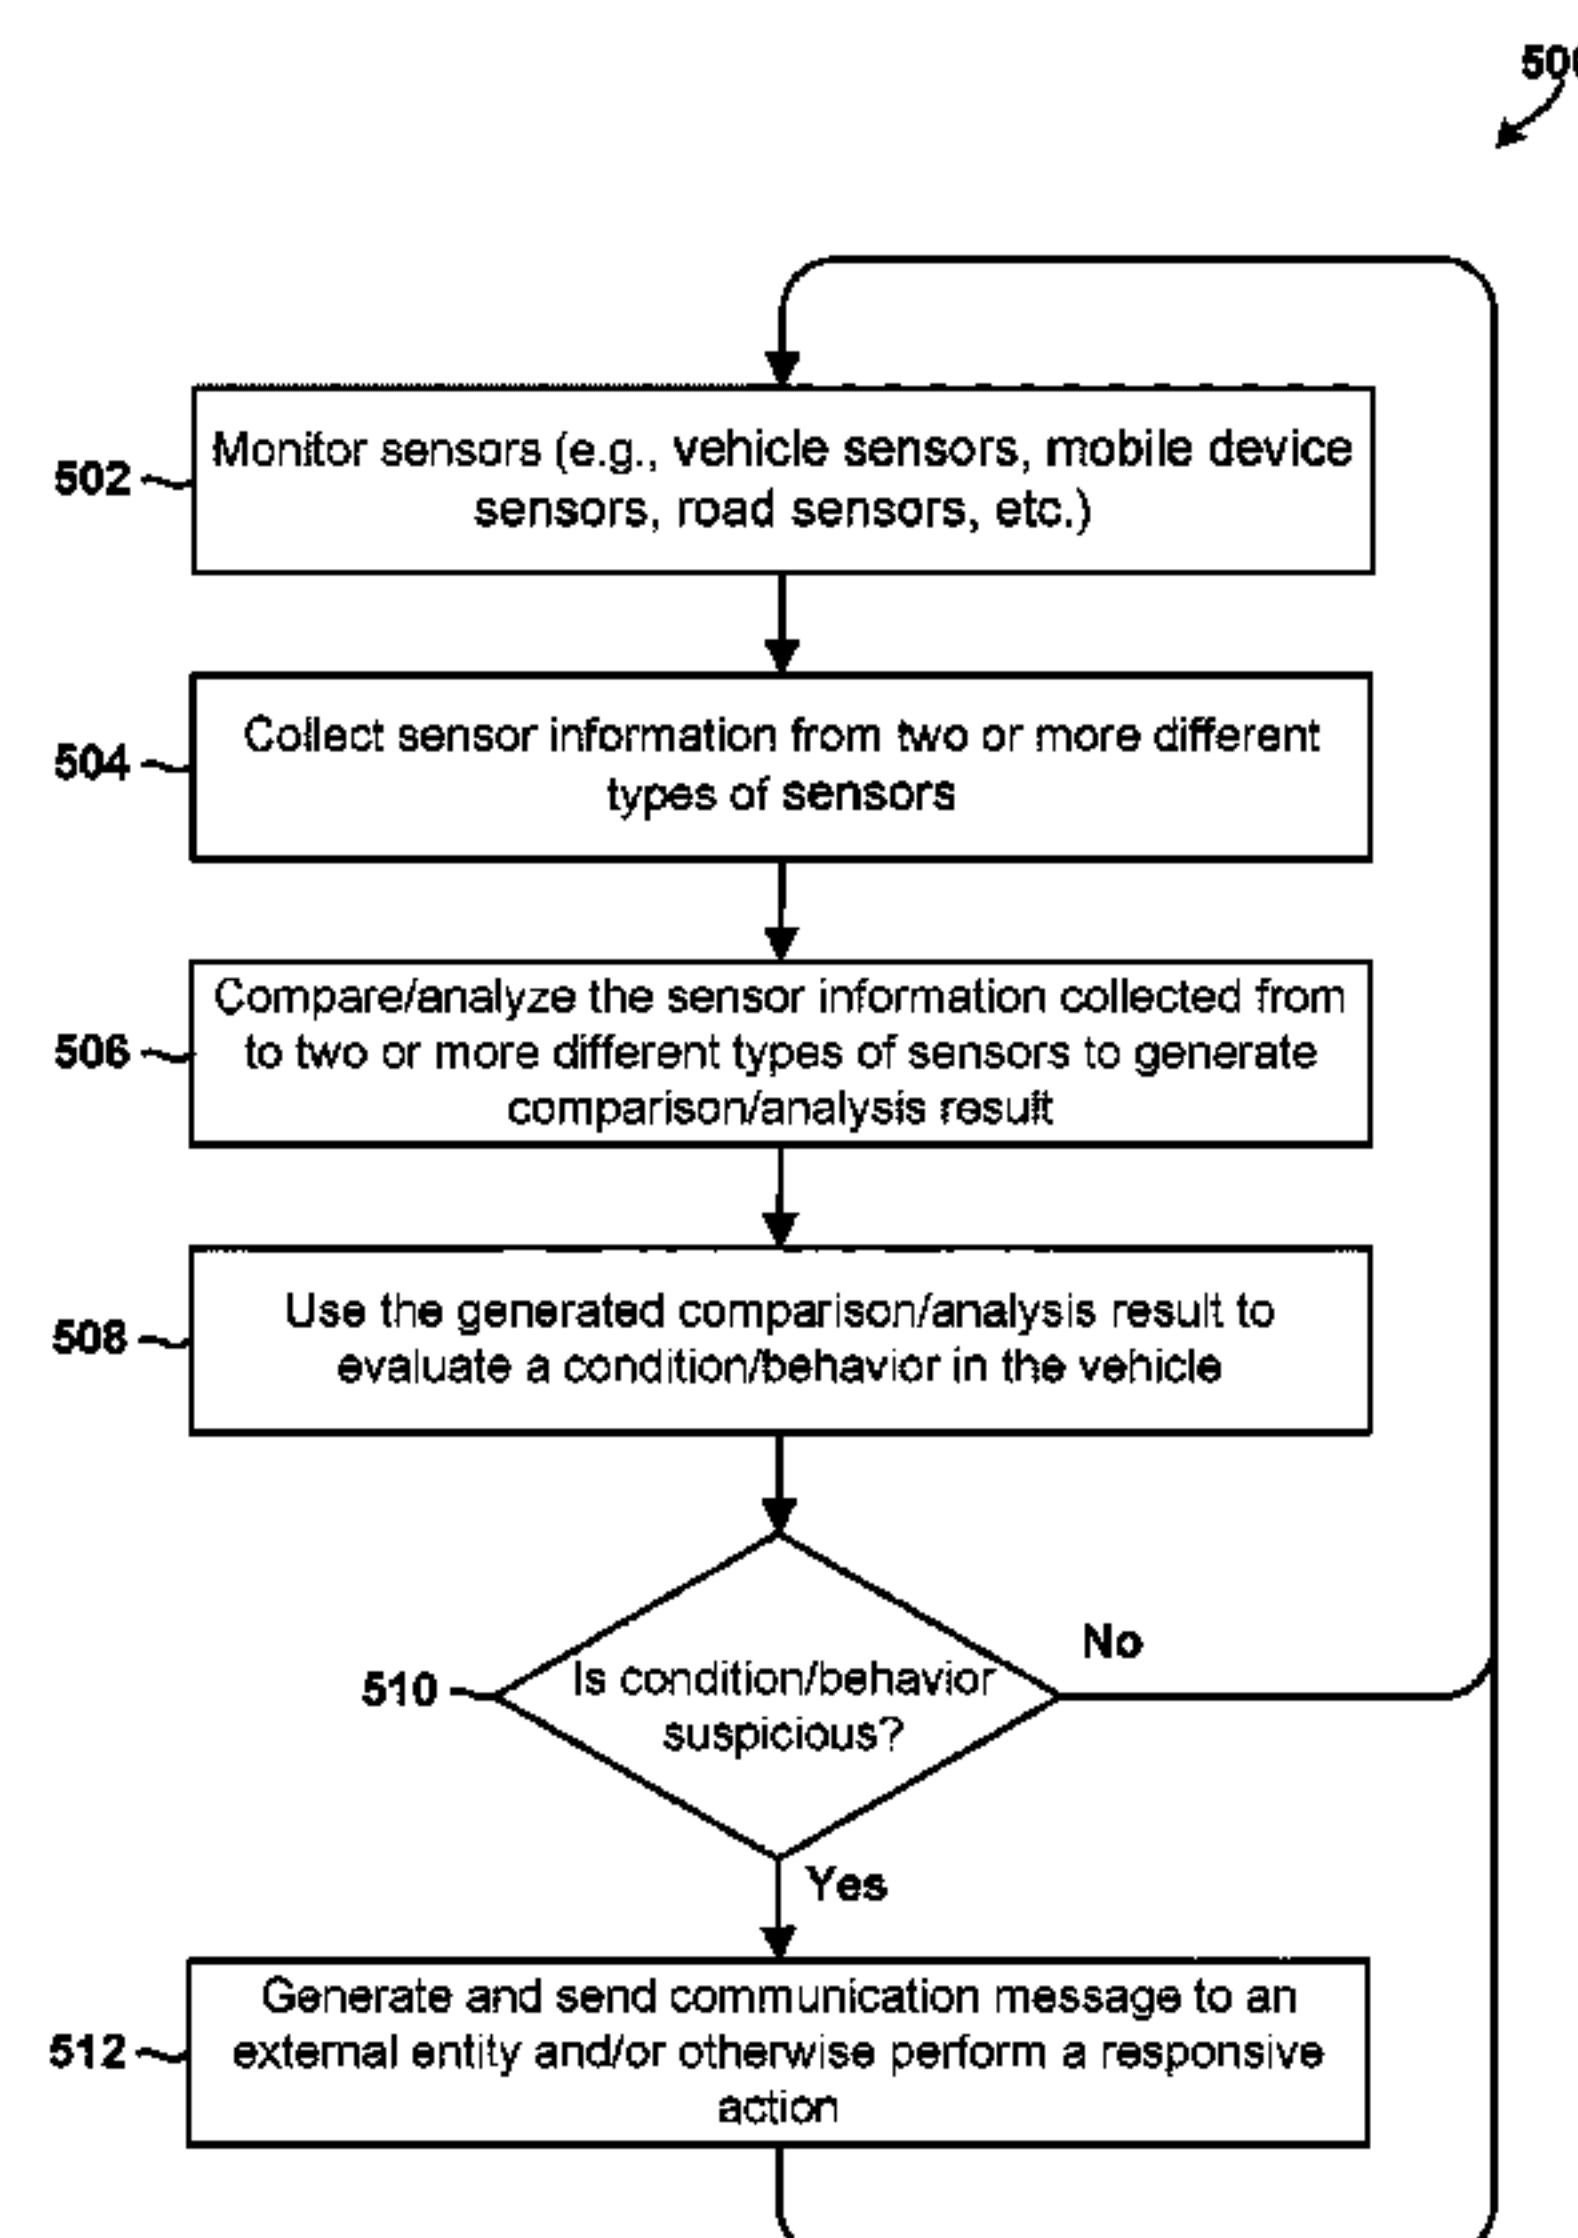 500
502
Monitor sensors (e.g., vehicle sensors, mobile device
sensors, road sensors, etc.)
504
Collect sensor information from two or more different
types of sensors
506
Compare/analyze the sensor information collected from
to two or more different types of sensors to generate
comparison/analysis result
508
Use the generated comparison/analysis result to
evaluate a condition/behavior in the vehicle
No
510
Is condition/behavior
suspicious?
Yes
512
Generate and send communication message to an
external entity and/or otherwise perform a responsive
action